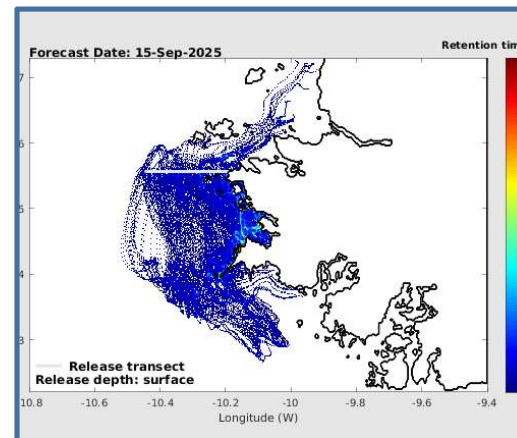 Forecast Date: 15-Sep-2025
Retention tim
7
6
5
4
3
Release transect
Release depth: surface
10.8 -10.6 -10.4 -10.2 -10 -9.8 -9.6 -9.4
Longitude (W)